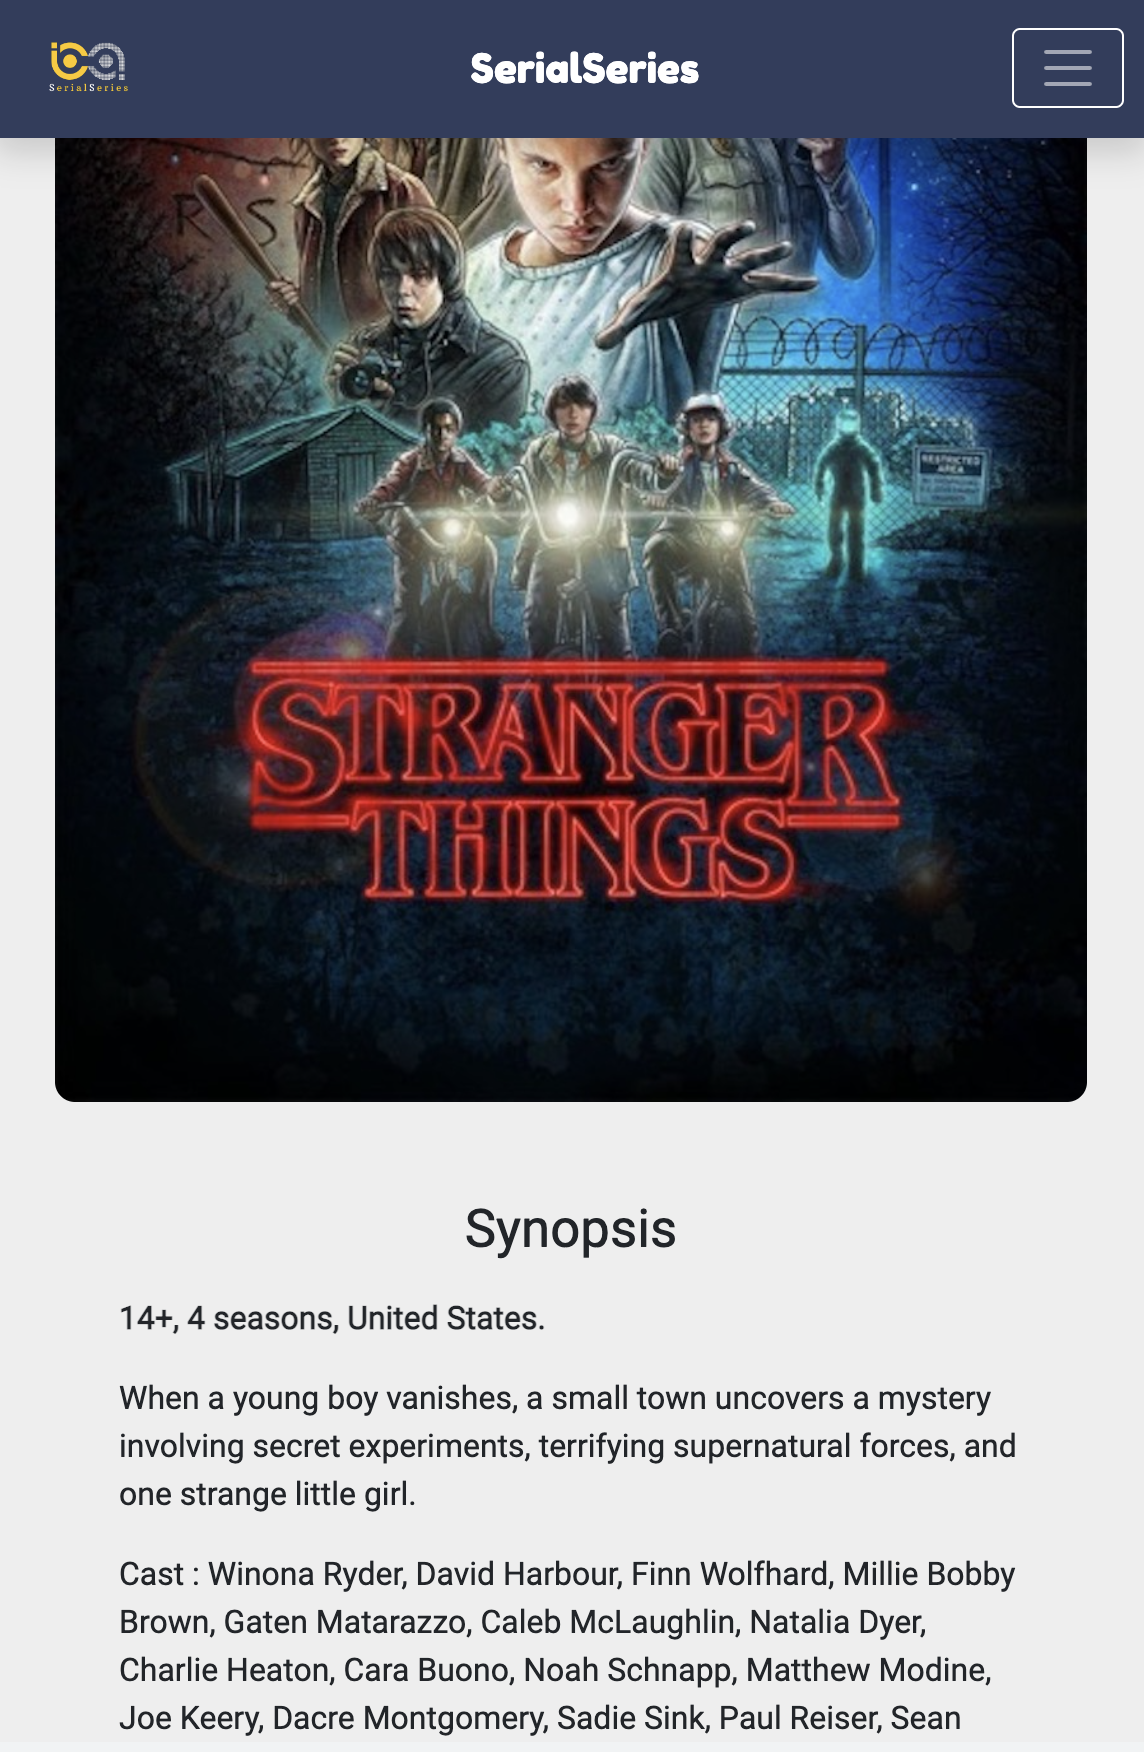 SerialSeries
SerialSeries
R S
RESTRICTED
AREA
STRANGER
THINGS
Synopsis
14+, 4 seasons, United States.
When a young boy vanishes, a small town uncovers a mystery
involving secret experiments, terrifying supernatural forces, and
one strange little girl.
Cast : Winona Ryder, David Harbour, Finn Wolfhard, Millie Bobby
Brown, Gaten Matarazzo, Caleb McLaughlin, Natalia Dyer,
Charlie Heaton, Cara Buono, Noah Schnapp, Matthew Modine,
Joe Keery, Dacre Montgomery, Sadie Sink, Paul Reiser, Sean